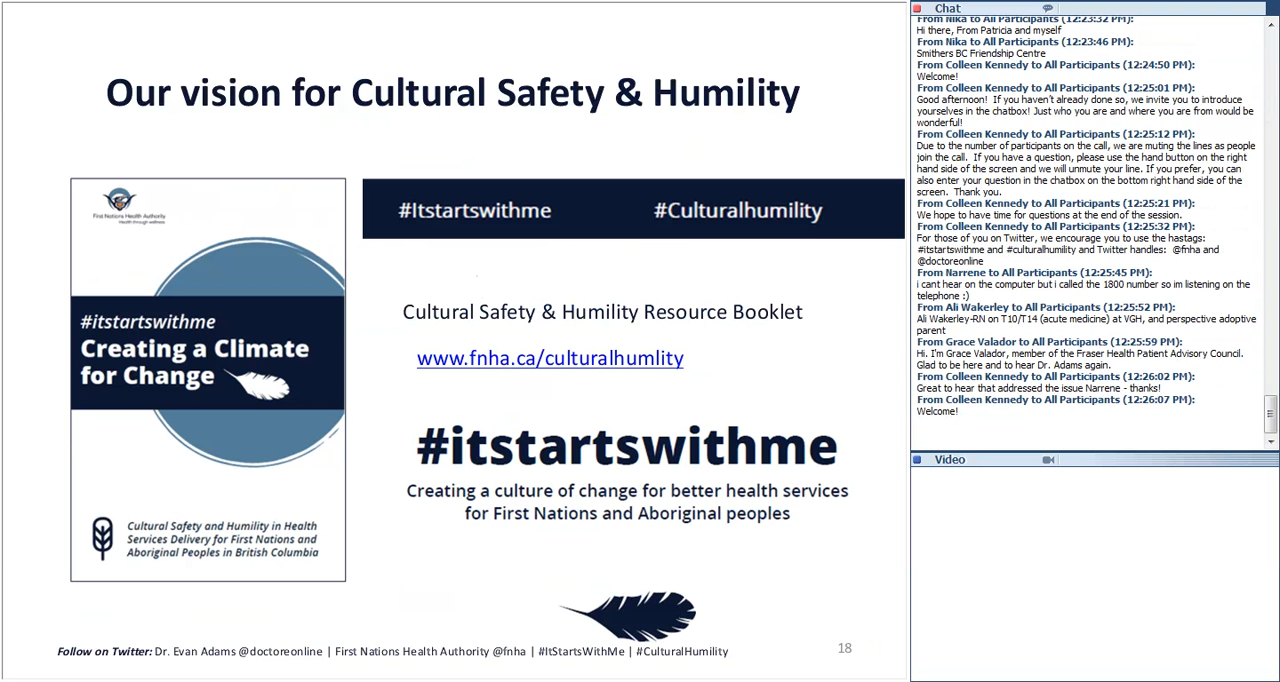 Our vision for Cultural Safety & Humility
First Nations Health Authority
Health through wellness
#itstartswithme
Creating a Climate
for Change
Cultural Safety and Humility in Health
Services Delivery for First Nations and
Aboriginal Peoples in British Columbia
#Itstartswithme #Culturalhumility
Cultural Safety & Humility Resource Booklet
www.fnha.ca/culturalhumlity
#itstartswithme
Creating a culture of change for better health services
for First Nations and Aboriginal peoples
Follow on Twitter: Dr. Evan Adams @doctoreonline | First Nations Health Authority @fnha | #ItStartsWithMe | #CulturalHumility
18
Chat
From Nika to All Participants (12:23:32 PM):
Hi there, From Patricia and myself
From Nika to All Participants (12:23:46 PM):
Smithers BC Friendship Centre
From Colleen Kennedy to All Participants (12:24:50 PM):
Welcome!
From Colleen Kennedy to All Participants (12:25:01 PM):
Good afternoon! If you haven't already done so, we invite you to introduce
yourselves in the chatbox! Just who you are and where you are from would be
wonderful!
From Colleen Kennedy to All Participants (12:25:12 PM):
Due to the number of participants on the call, we are muting the lines as people
join the call. If you have a question, please use the hand button on the right
hand side of the screen and we will unmute your line. If you prefer, you can
also enter your question in the chatbox on the bottom right hand side of the
screen. Thank you.
From Colleen Kennedy to All Participants (12:25:21 PM):
We hope to have time for questions at the end of the session.
From Colleen Kennedy to All Participants (12:25:32 PM):
For those of you on Twitter, we encourage you to use the hastags:
#itstartswithme and #culturalhumility and Twitter handles: @fnha and
@doctoreonline
From Narrene to All Participants (12:25:45 PM):
i cant hear on the computer but i called the 1800 number so im listening on the
telephone :)
From Ali Wakerley to All Participants (12:25:52 PM):
Ali Wakerley-RN on T10/T14 (acute medicine) at VGH, and perspective adoptive
parent
From Grace Valador to All Participants (12:25:59 PM):
Hi. I'm Grace Valador, member of the Fraser Health Patient Advisory Council.
Glad to be here and to hear Dr. Adams again.
From Colleen Kennedy to All Participants (12:26:02 PM):
Great to hear that addressed the issue Narrene - thanks!
From Colleen Kennedy to All Participants (12:26:07 PM):
Welcome!
Video